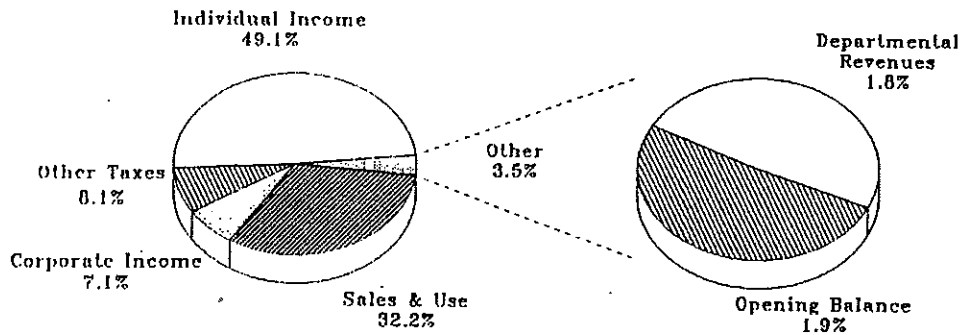 Individual Income
49.1%
Departmental
Revenues
1.8%
Other
3.5%
Other Taxes
8.1%
Corporate Income
7.1%
Sales & Use
32.2%
Opening Balance
1.9%